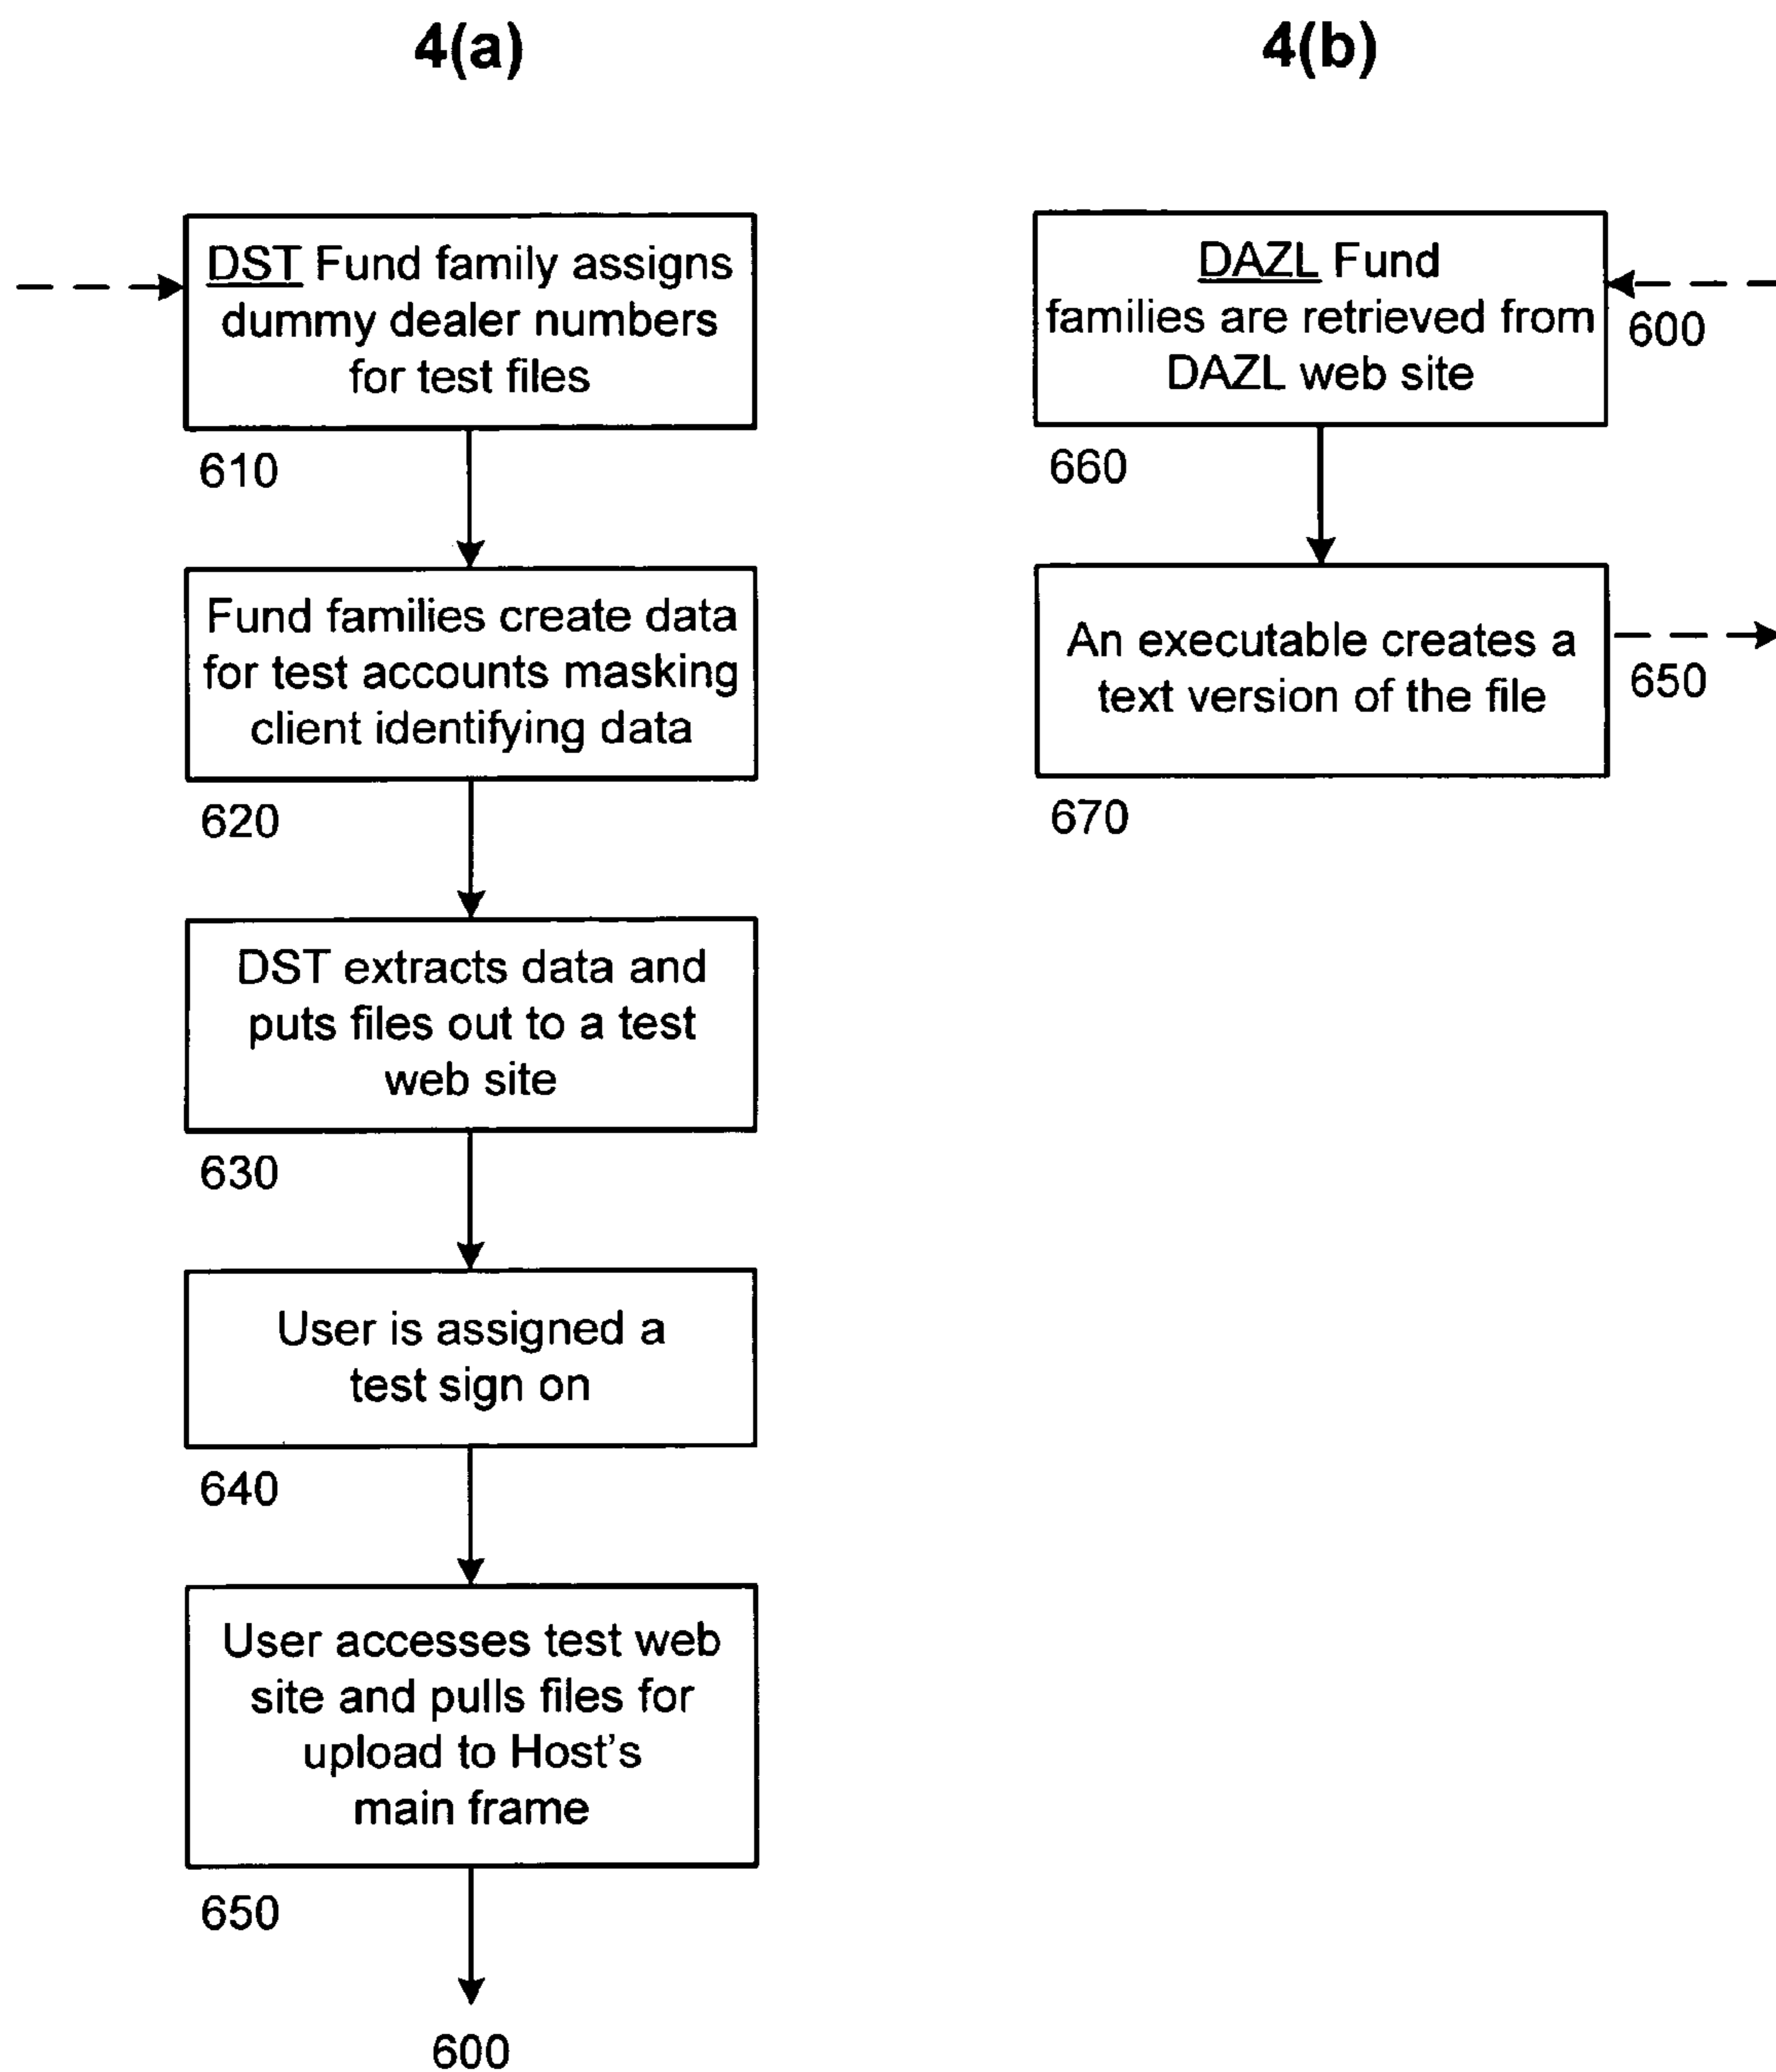 4(a)
DST Fund family assigns
dummy dealer numbers
for test files
610
Fund families create data
for test accounts masking
client identifying data
620
DST extracts data and
puts files out to a test
web site
630
User is assigned a
test sign on
640
User accesses test web
site and pulls files for
upload to Host's
main frame
650
600
4(b)
DAZL Fund
families are retrieved from
DAZL web site
600
660
An executable creates a
text version of the file
650
670